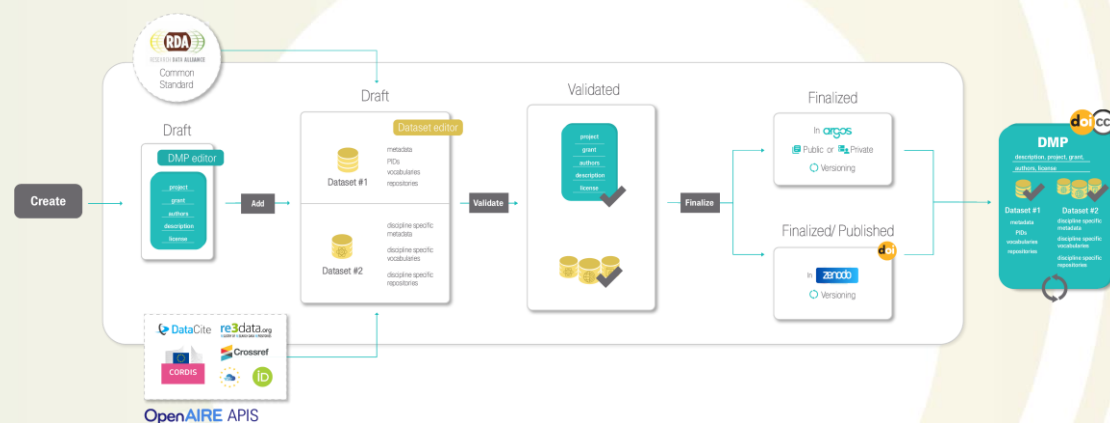 RDA
RESEARCH DATA ALLIANCE
Common
Standard
Create
Draft
DMP editor
project
grant
authors
description
license
Add
Draft
Dataset editor
Dataset #1
metadata
PIDs
vocabularies
repositories
Dataset #2
discipline specific
metadata
discipline specific
vocabularies
discipline specific
repositories
DataCite
re3data.org
Crossref
CORDIS
iD
OpenAIRE APIS
Validate
Validated
project
grant
authors
description
license
Finalize
Finalized
In argos
Public or Private
Versioning
Finalized/ Published
doi
In zenodo
Versioning
doi
cc
DMP
description, project, grant,
authors, license
Dataset #1
metadata
PIDs
vocabularies
repositories
Dataset #2
discipline specific
metadata
discipline specific
vocabularies
discipline specific
repositories